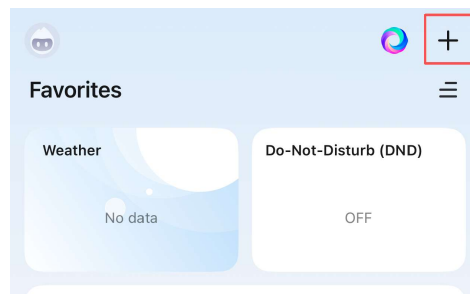 Favorites
Weather
Do-Not-Disturb (DND)
No data
OFF